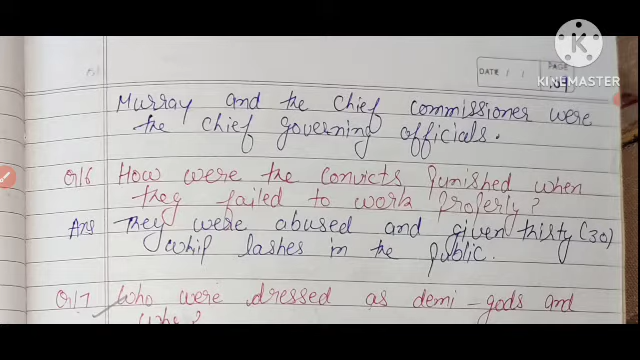 DATE / /
PAGE
KINEMASTER
Murray and the Chief Commissioner were
the Chief governing officials.
Q16 How were the Convicts punished when
they failed to work properly?
Ans They were abused and given thirty (30)
whip lashes in the public.
Q17 Who were dressed as demi-gods and